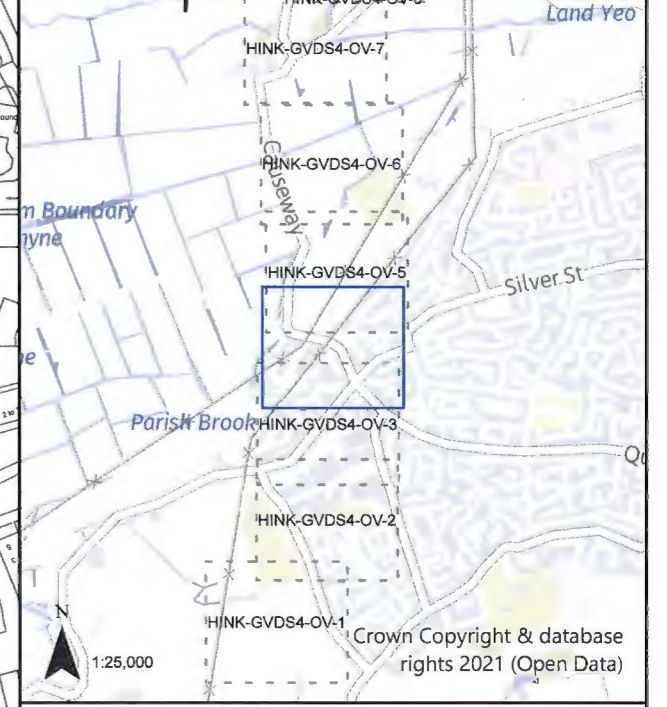 Land Yeo
HINK-GVDS4-OV-7
HINK-GVDS4-OV-6
Causeway
m Boundary
hyne
HINK-GVDS4-OV-5
Silver St
Parish Brook
HINK-GVDS4-OV-3
HINK-GVDS4-OV-2
HINK-GVDS4-OV-1
N
1:25,000
Crown Copyright & database
rights 2021 (Open Data)